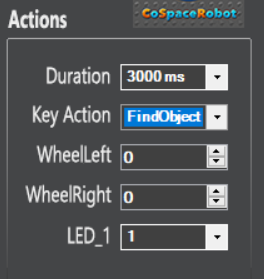 Actions CoSpaceRobot
Duration 3000 ms
Key Action FindObject
WheelLeft 0
WheelRight 0
LED_1 1